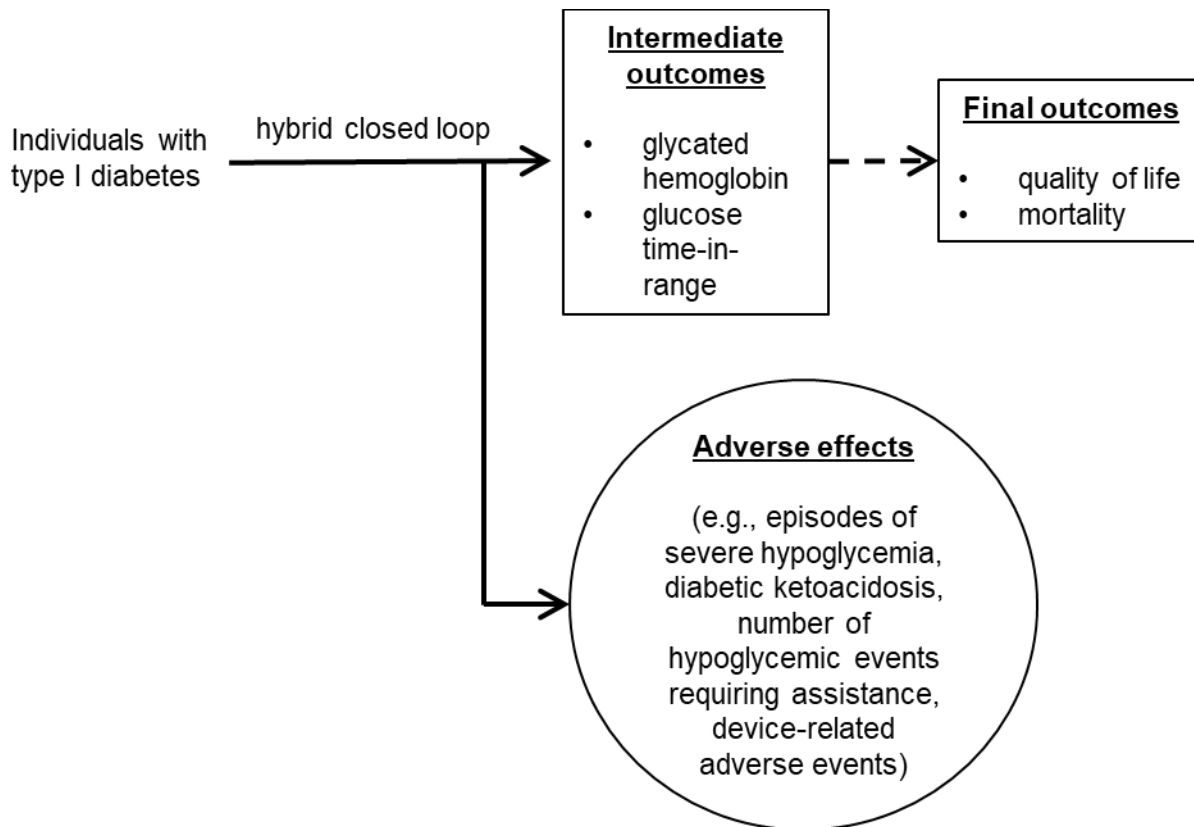 Individuals with
type I diabetes
hybrid closed loop
Intermediate
outcomes
• glycated
hemoglobin
• glucose
time-in-
range
Final outcomes
• quality of life
• mortality
Adverse effects
(e.g., episodes of
severe hypoglycemia,
diabetic ketoacidosis,
number of
hypoglycemic events
requiring assistance,
device-related
adverse events)